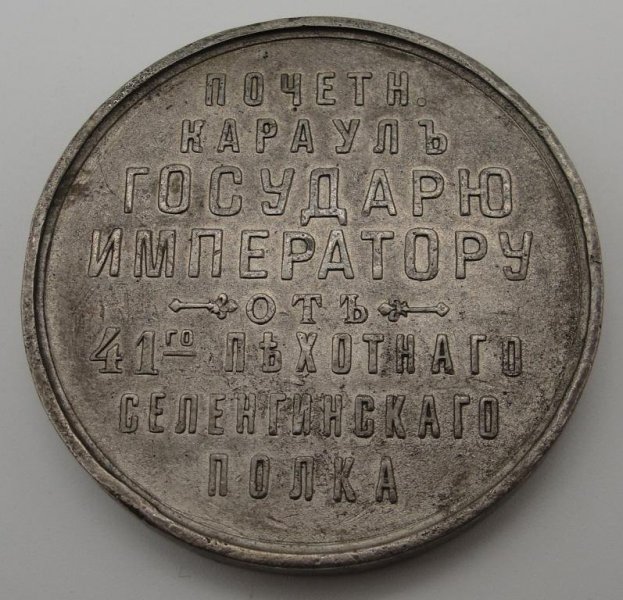 ПОЧЕТН.
КАРАУЛЪ
ГОСУДАРЮ
ИМПЕРАТОРУ
ОТЪ
41го ПѢХОТНАГО
СЕЛЕНГИНСКАГО
ПОЛКА